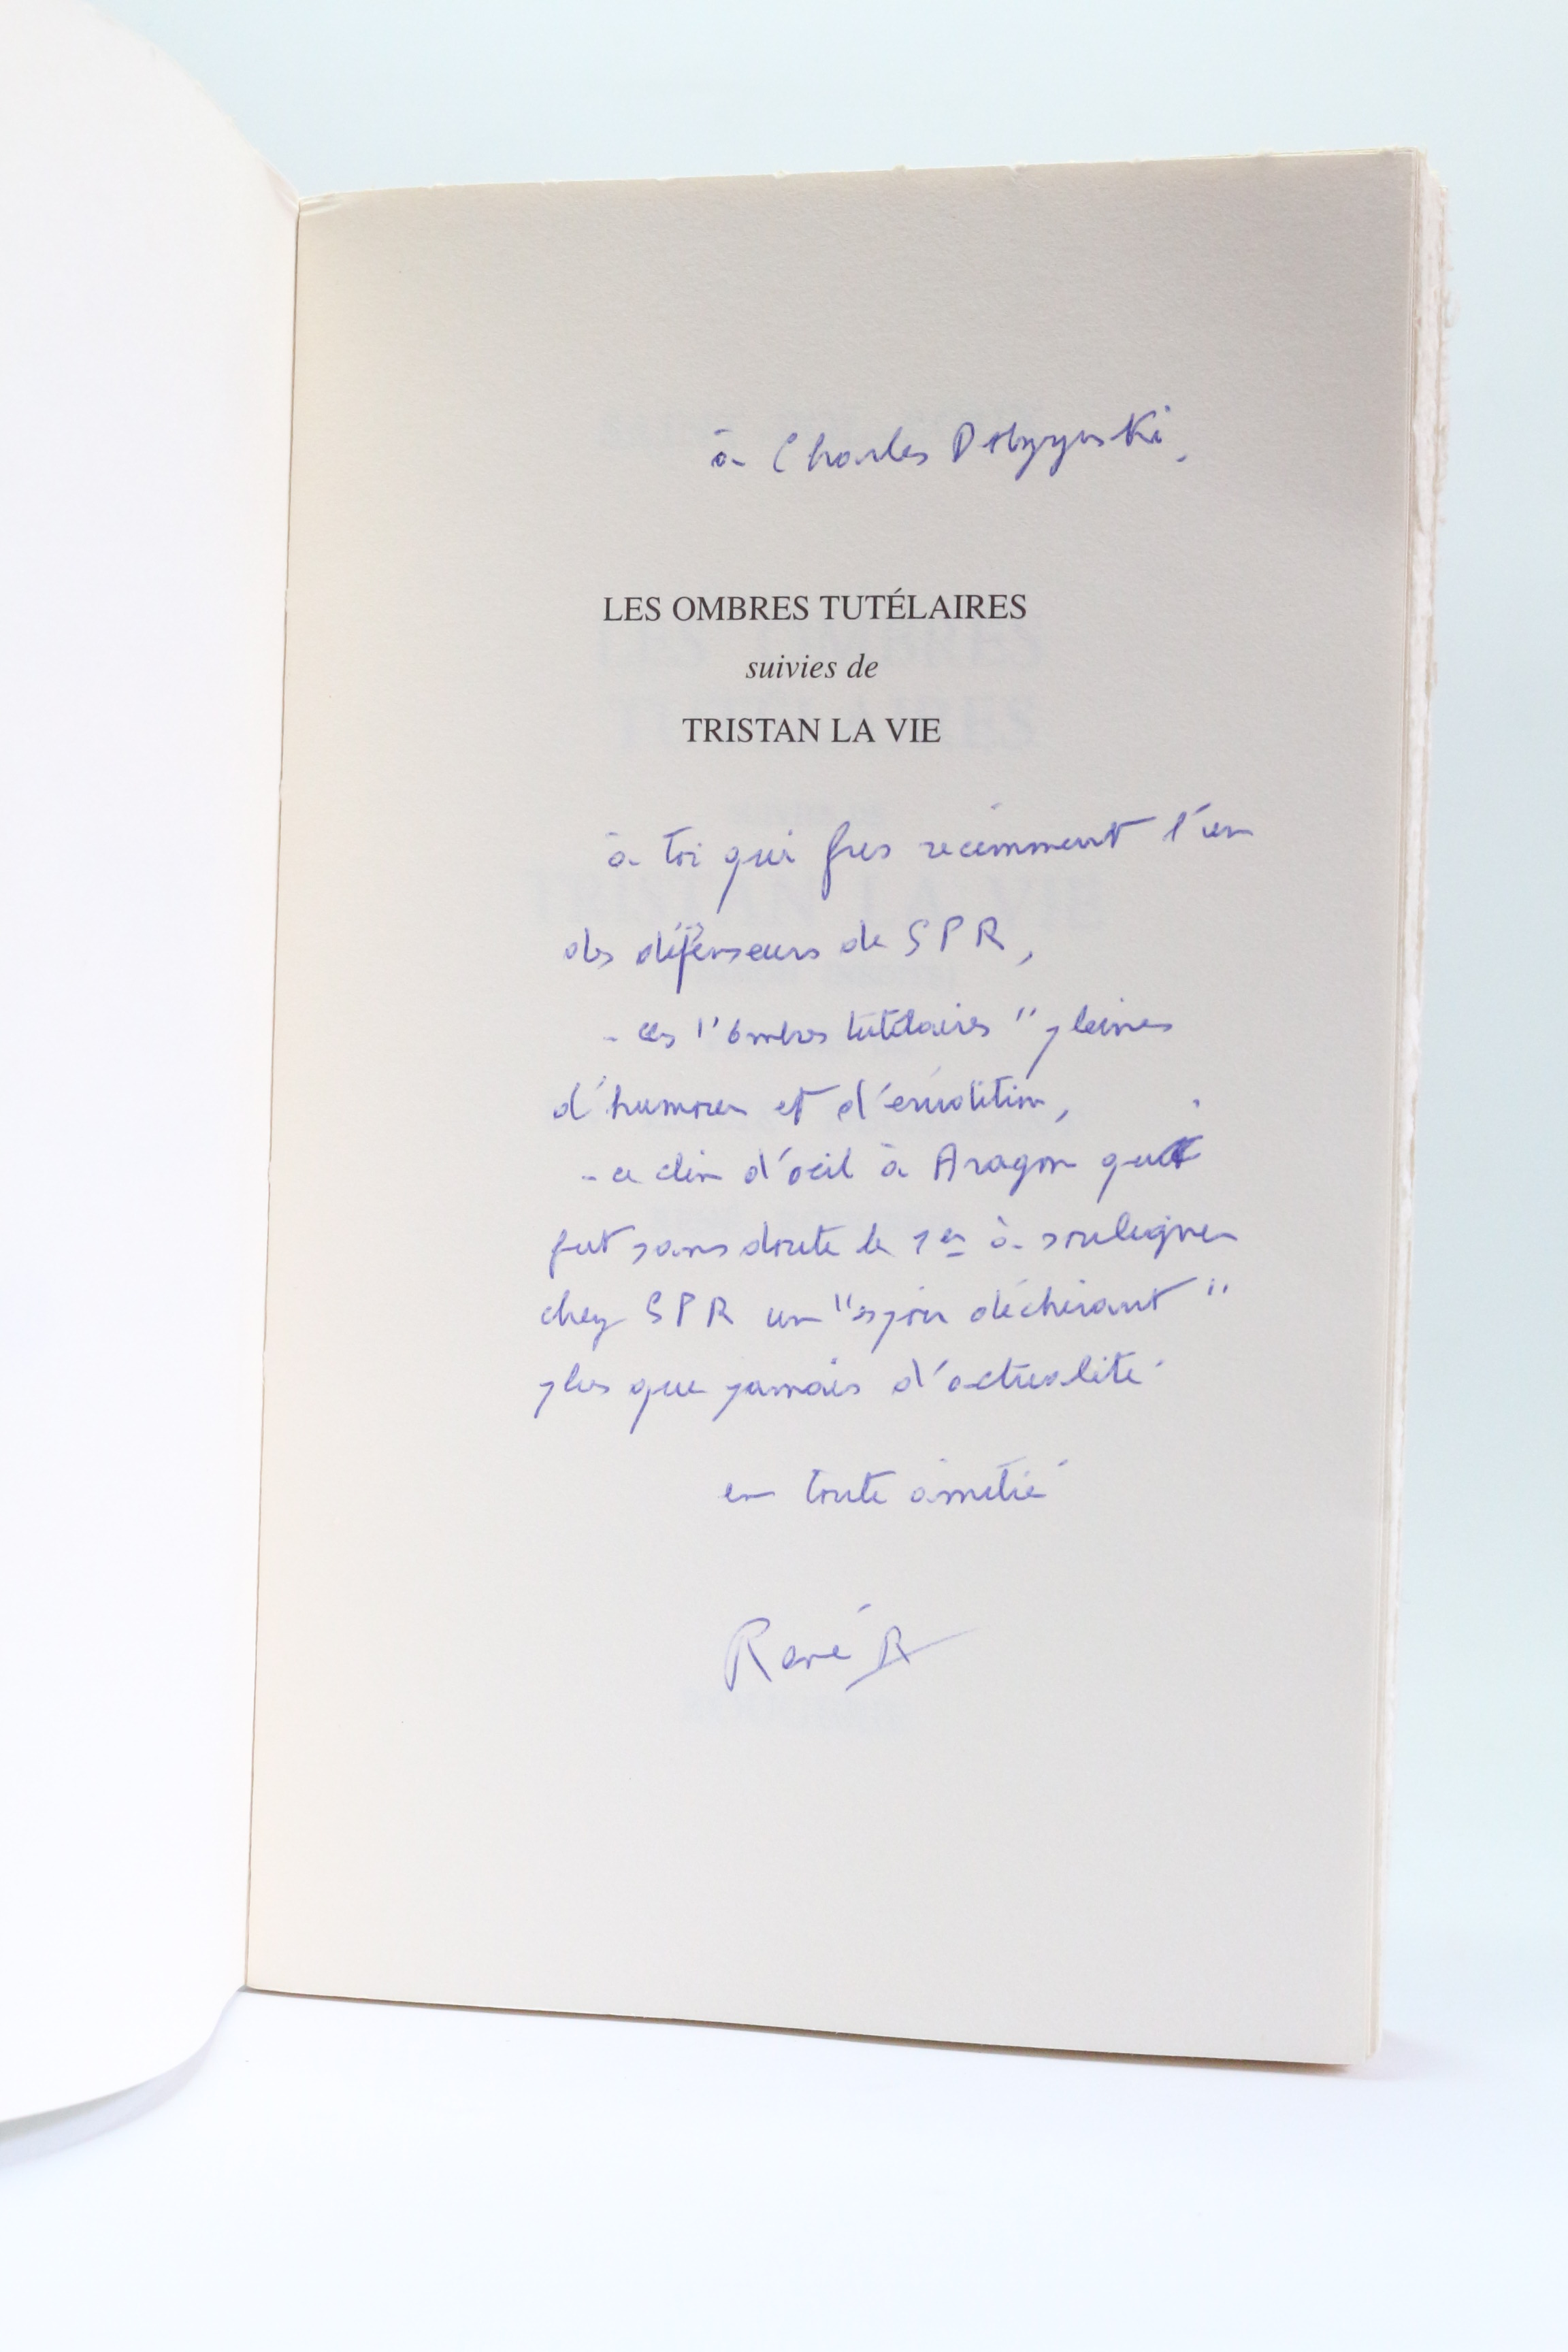 à Charles Dobzynski,
LES OMBRES TUTÉLAIRES
suivies de
TRISTAN LA VIE
à toi qui fus récemment l'un
des défenseurs de SPR,
- ces "ombres tutélaires" pleines
d'humour et d'érudition,
- ce clin d'oeil à Aragon qui
fut sans doute le 1er à souligner
chez SPR un "espoir déchirant"
plus que jamais d'actualité
en toute amitié
René R